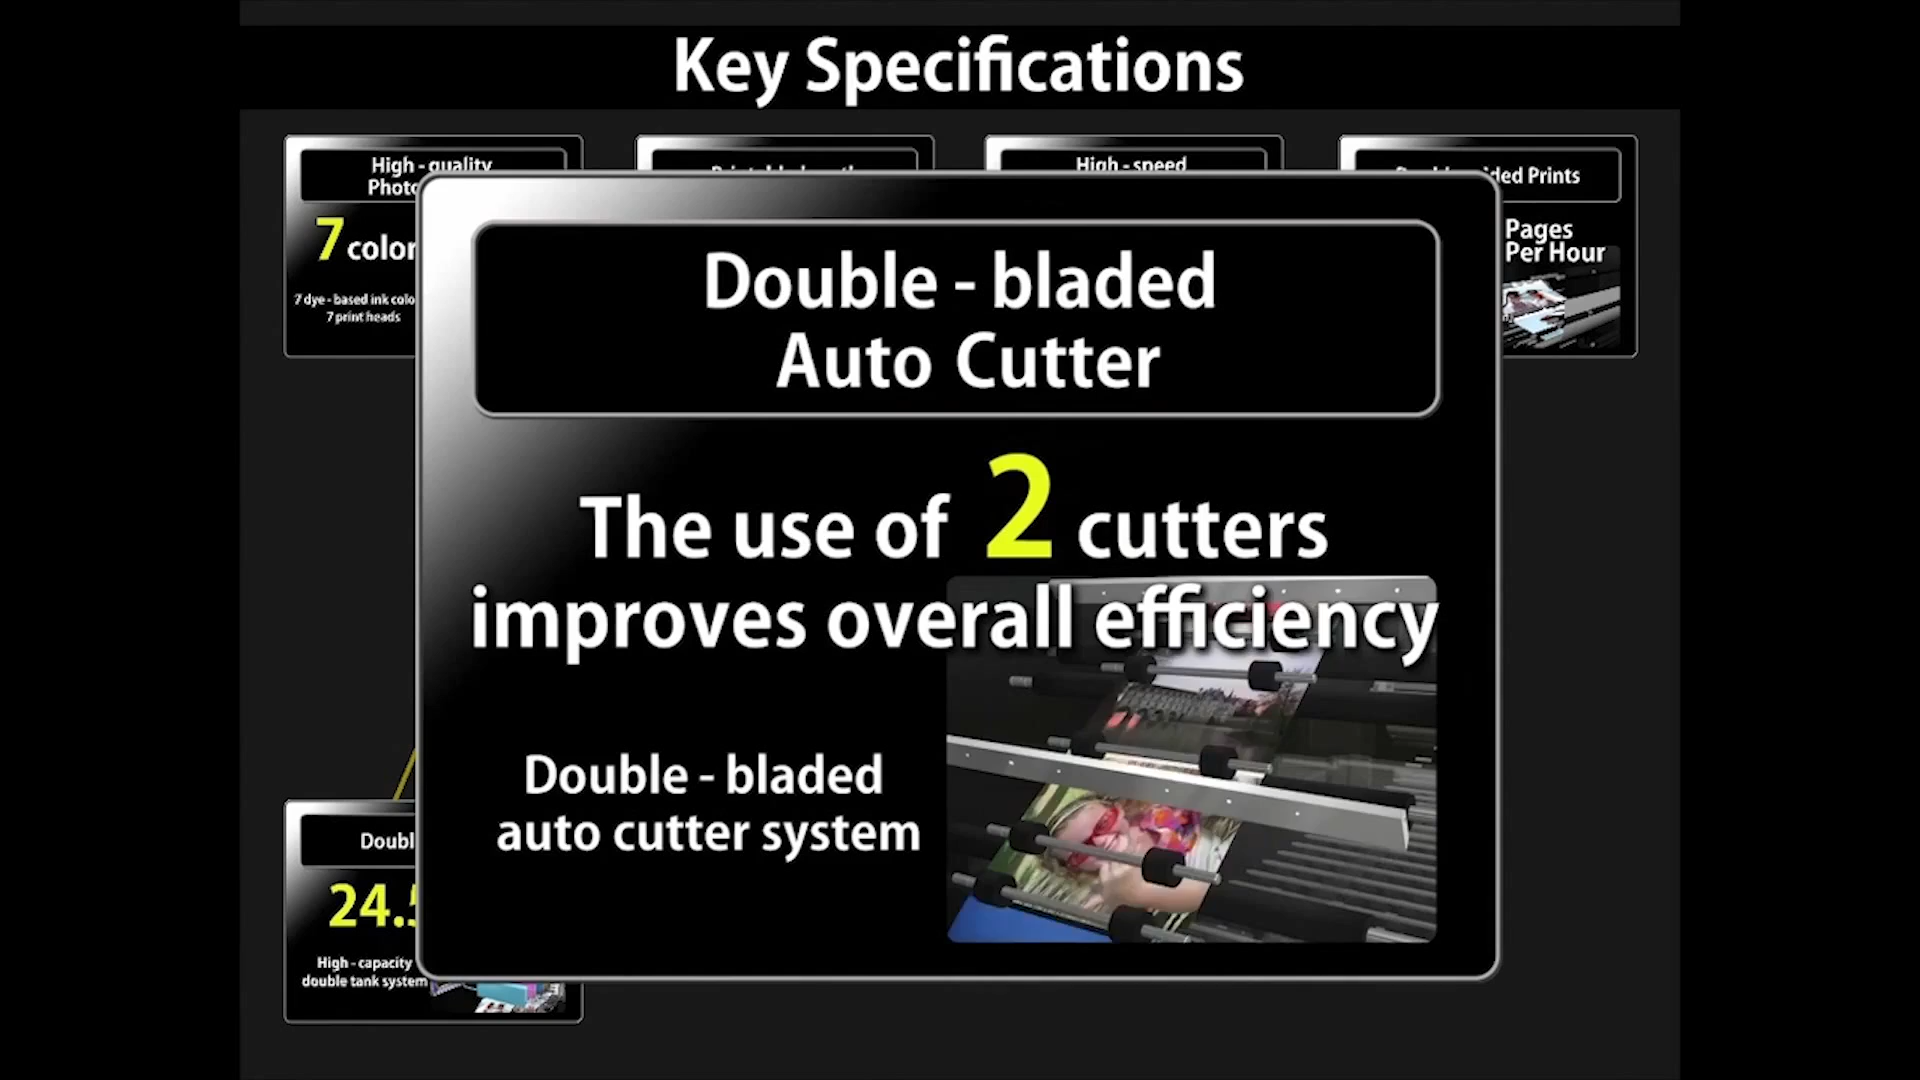 Key Specifications
High - quality
7 color
7 dye - based ink colo
7 print heads
High - speed
ded Prints
Pages
Per Hour
Double - bladed
Auto Cutter
The use of 2 cutters
improves overall efficiency
Double - bladed
auto cutter system
24.
High - capacity
double tank system